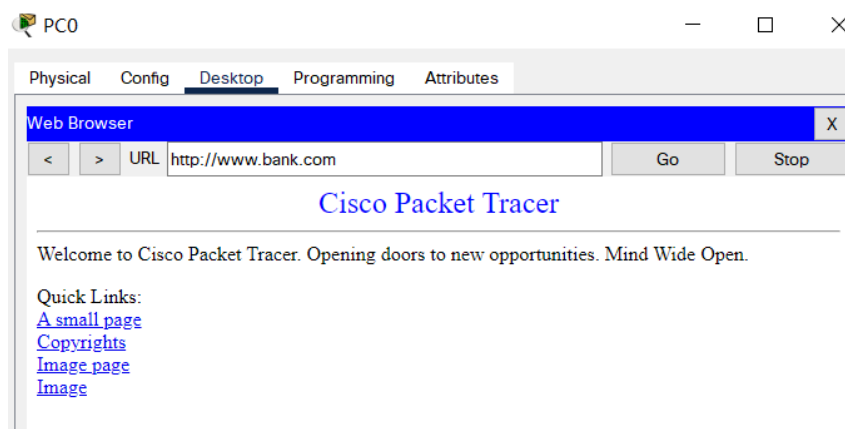 PC0
Physical Config Desktop Programming Attributes
Web Browser X
< > URL http://www.bank.com Go Stop
Cisco Packet Tracer
Welcome to Cisco Packet Tracer. Opening doors to new opportunities. Mind Wide Open.
Quick Links:
A small page
Copyrights
Image page
Image